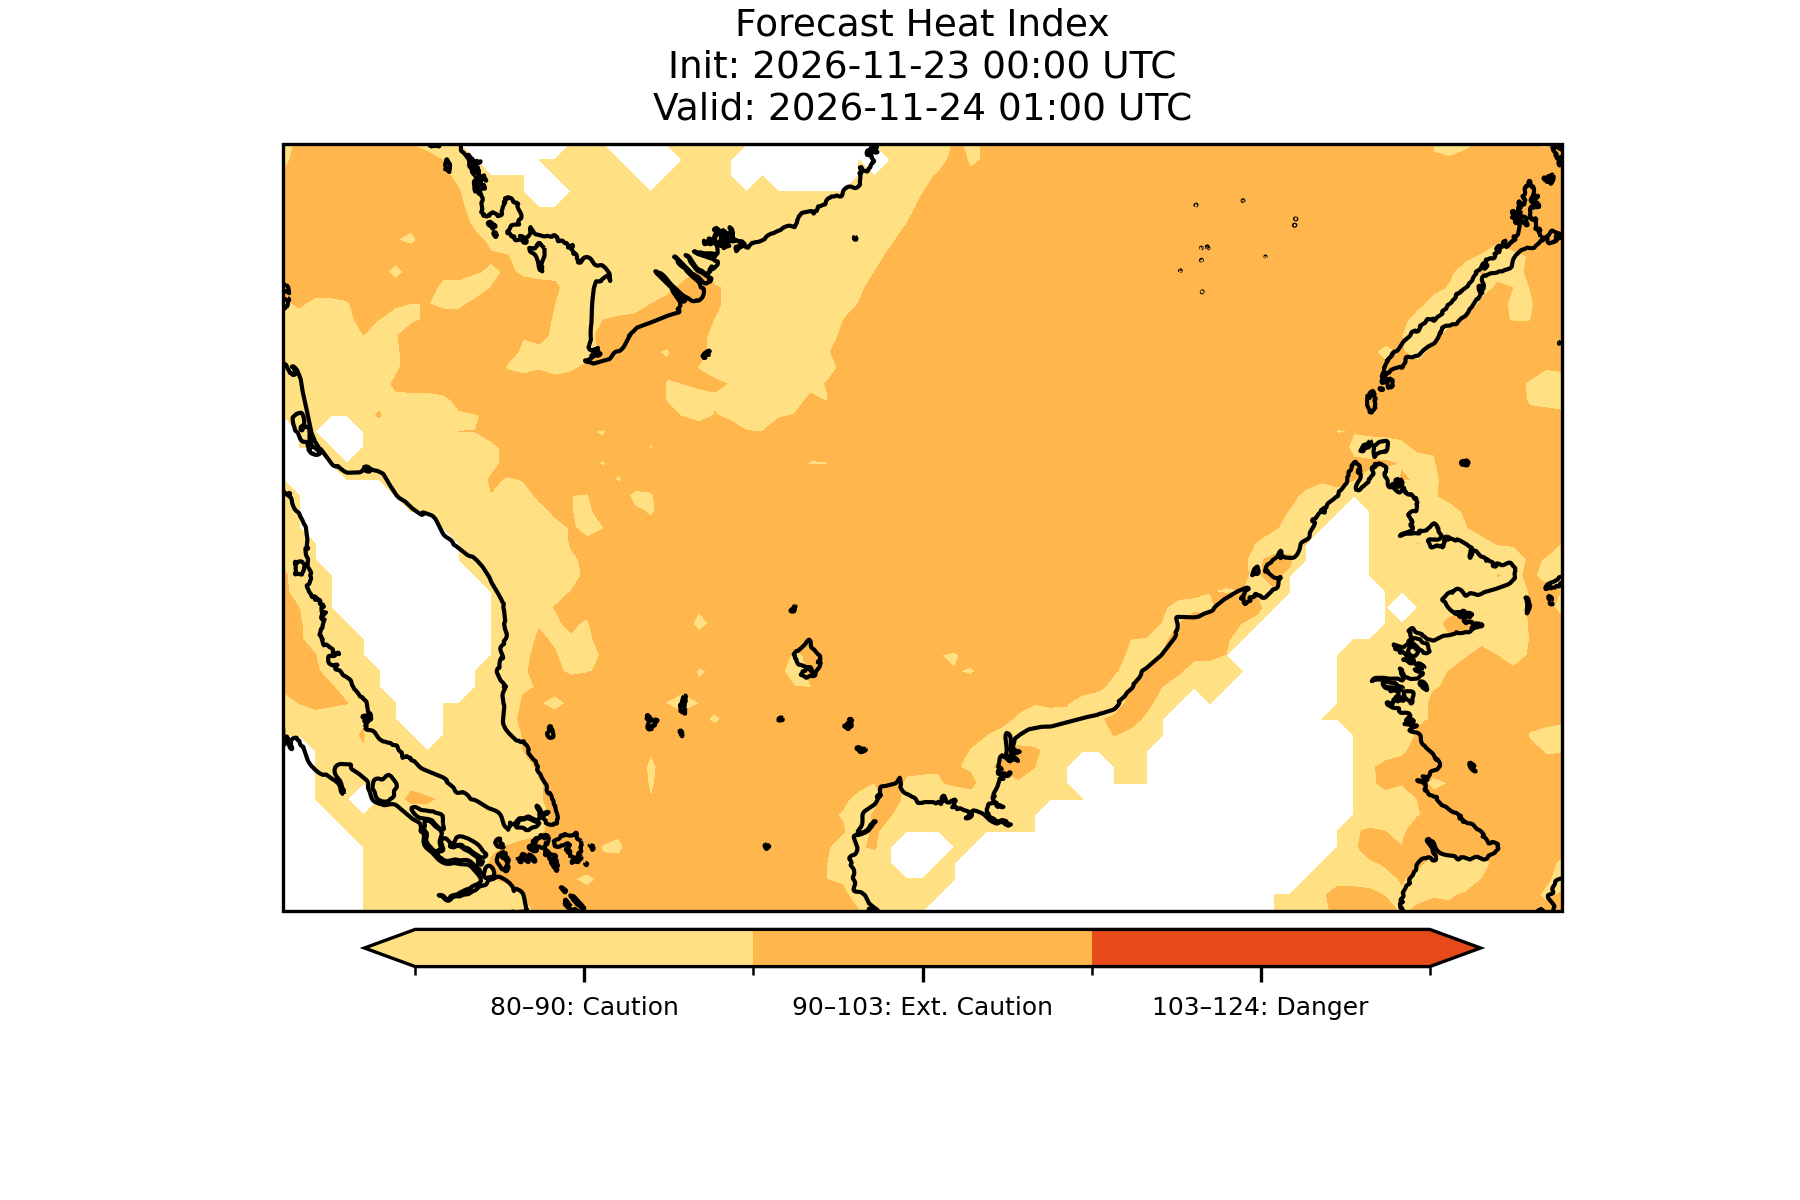 Forecast Heat Index
Init: 2026-11-23 00:00 UTC
Valid: 2026-11-24 01:00 UTC
80–90: Caution
90–103: Ext. Caution
103–124: Danger